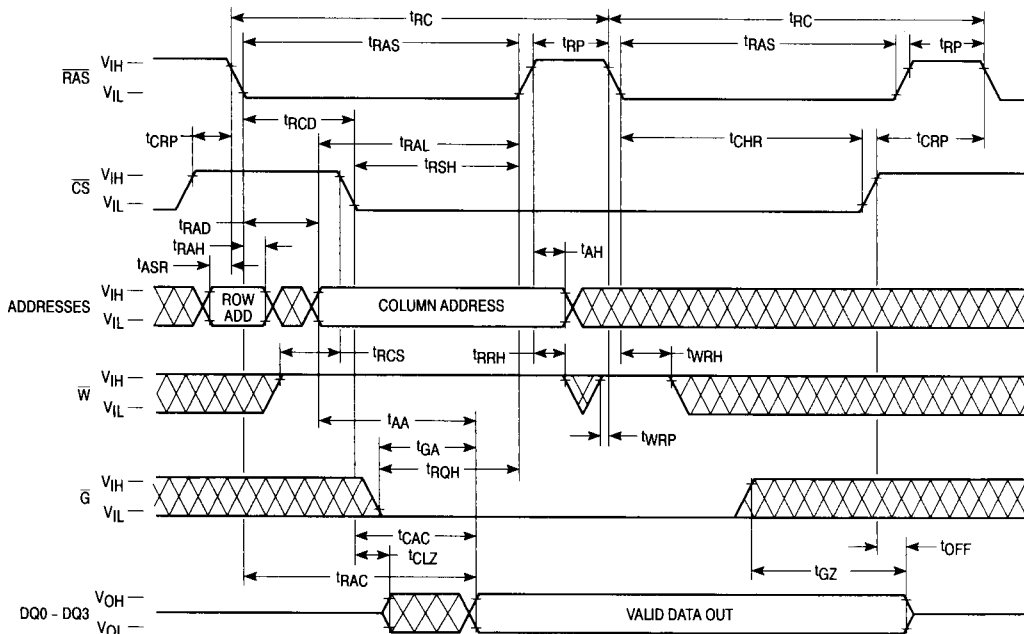 tRC tRC
tRAS tRP tRAS tRP
RAS VIH
VIL
tCRP tRCD tRAL tCHR tCRP
tRSH
CS VIH
VIL
tRAD
tRAH tAH
tASR
ADDRESSES VIH ROW ADD COLUMN ADDRESS
VIL
tRCS tRRH tWRH
W VIH
VIL
tAA tWRP
tGA
tRQH
G VIH
VIL
tCAC tOFF
tCLZ tGZ
tRAC
DQ0 – DQ3 VOH VALID DATA OUT
VOL